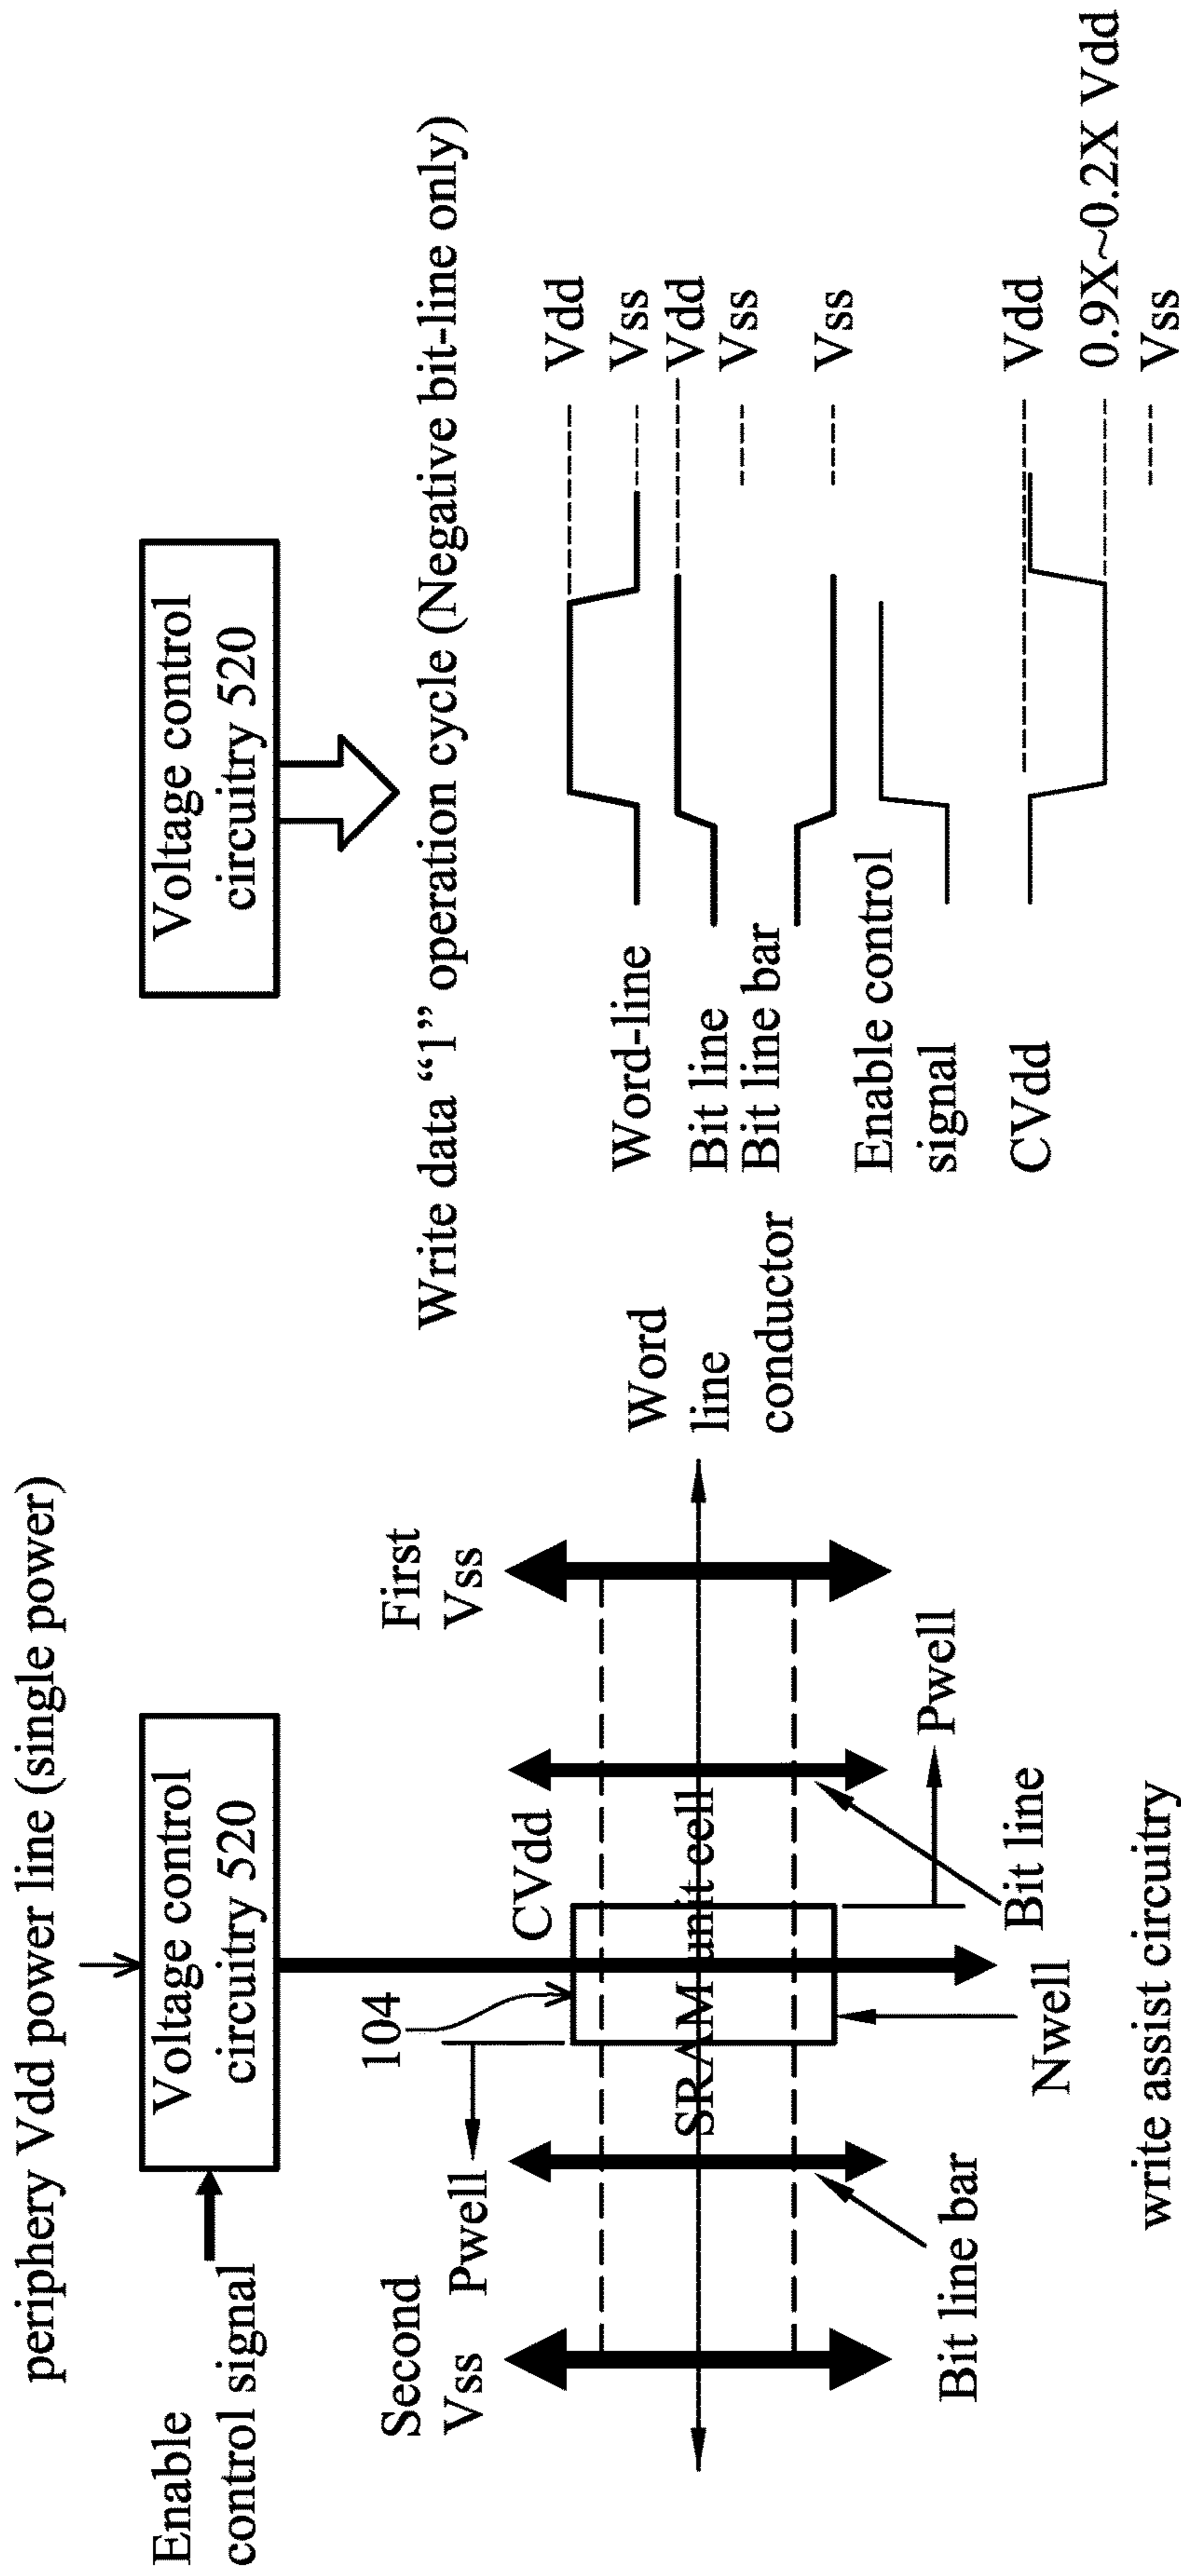 periphery Vdd power line (single power)
Enable
control signal
Voltage control
circuitry 520
Second
Vss
Pwell
104
CVdd
First
Vss
SRAM unit cell
Word
line
conductor
Bit line bar
Nwell
Bit line
Pwell
write assist circuitry
Voltage control
circuitry 520
Write data “1” operation cycle (Negative bit-line only)
Word-line
Vdd
Vss
Bit line
Vdd
Vss
Bit line bar
Vss
Enable control
signal
CVdd
Vdd
0.9X~0.2X Vdd
Vss